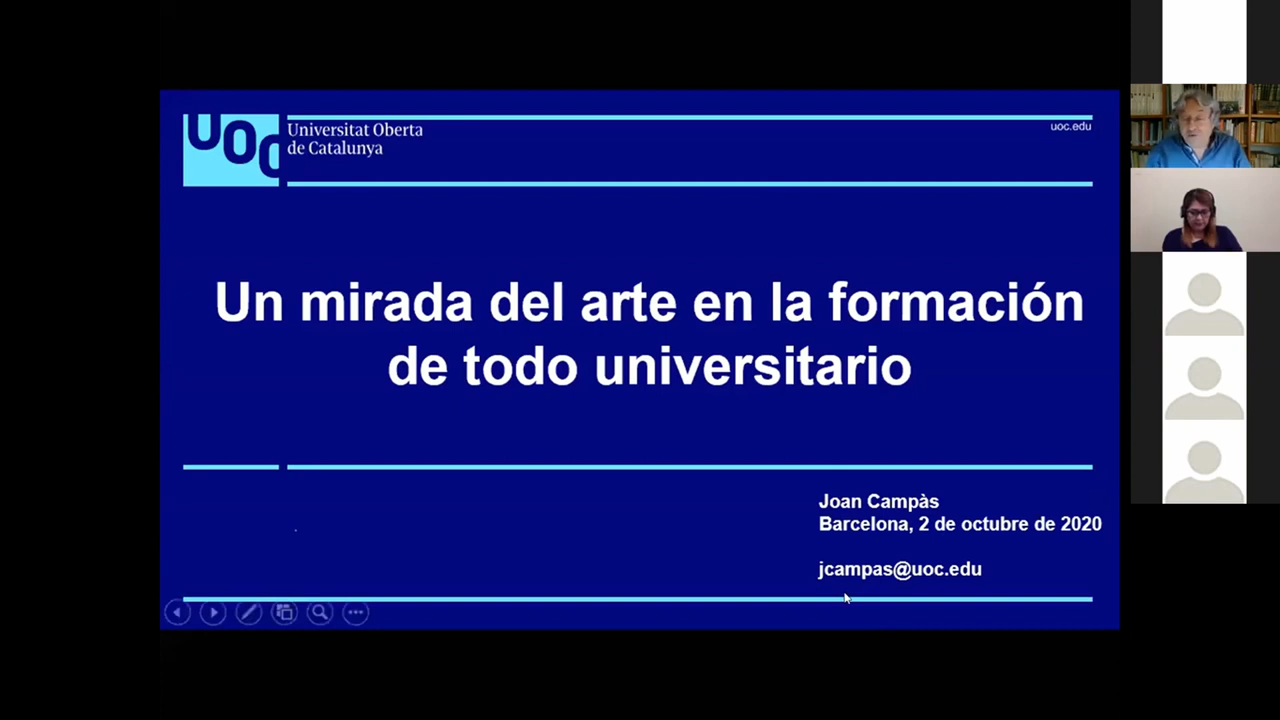 UOC
Universitat Oberta
de Catalunya
uoc.edu
Un mirada del arte en la formación
de todo universitario
Joan Campàs
Barcelona, 2 de octubre de 2020
jcampas@uoc.edu